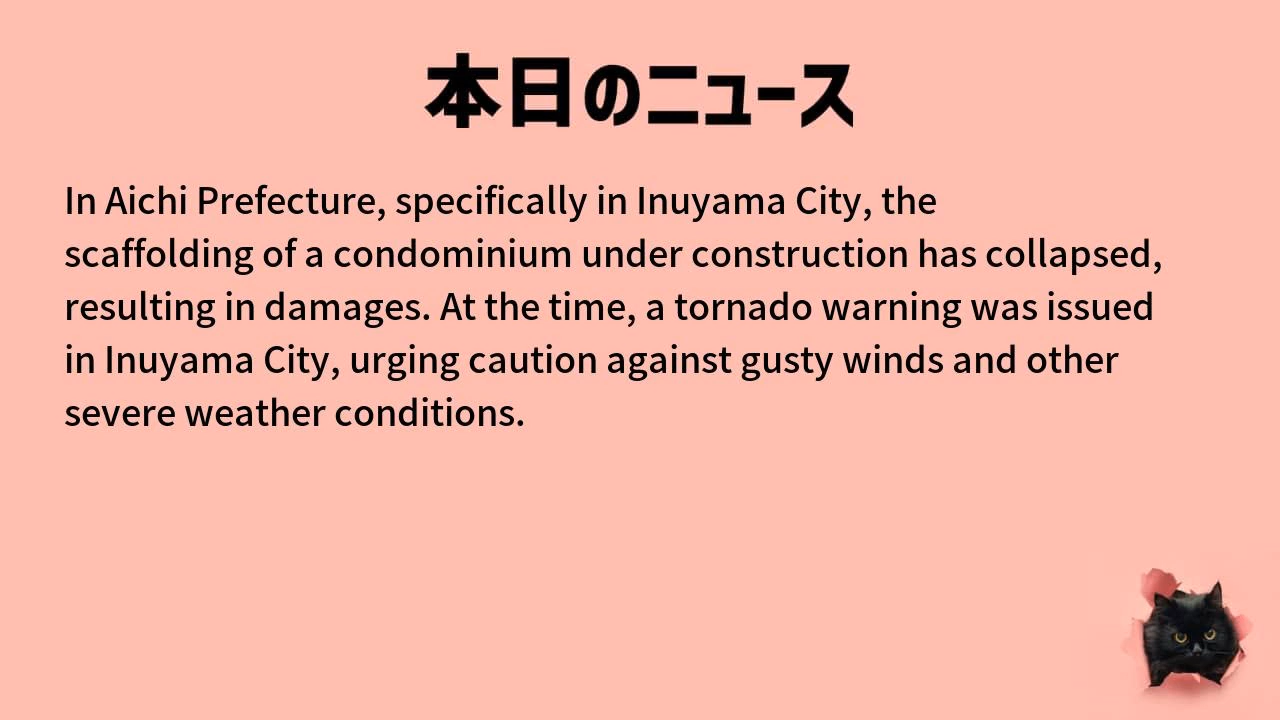 本日のニュース
In Aichi Prefecture, specifically in Inuyama City, the
scaffolding of a condominium under construction has collapsed,
resulting in damages. At the time, a tornado warning was issued
in Inuyama City, urging caution against gusty winds and other
severe weather conditions.